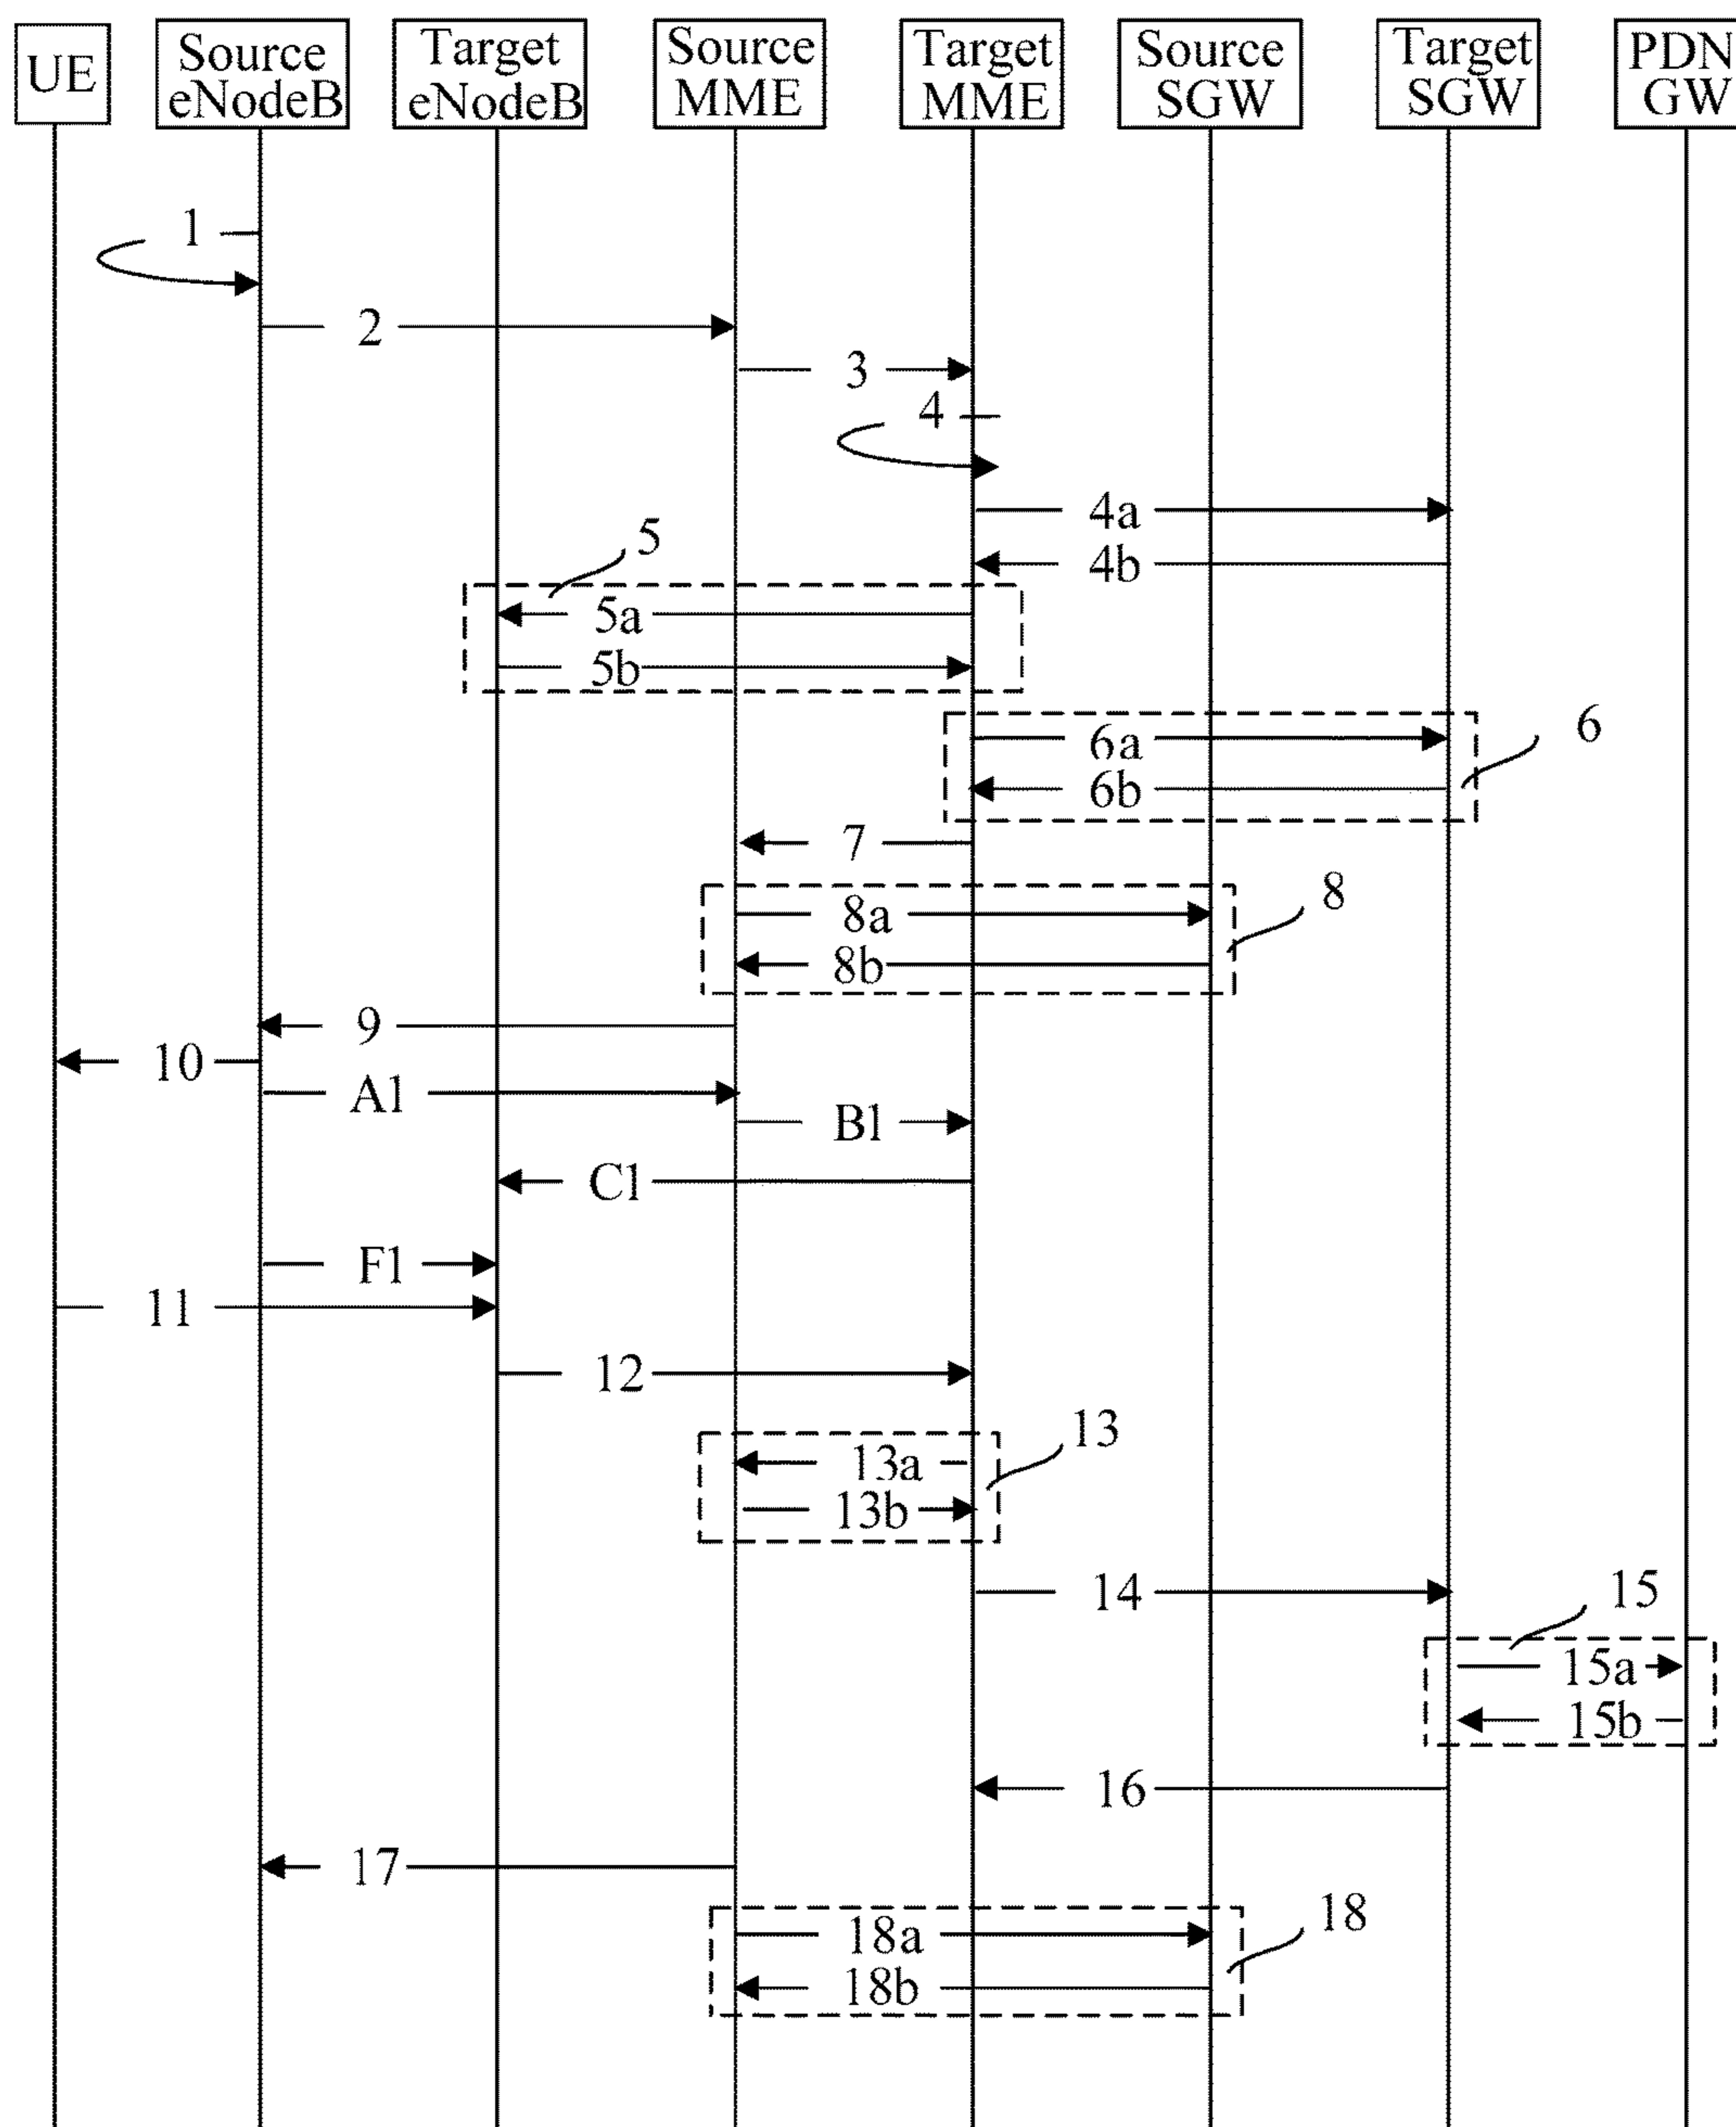 UE
Source
eNodeB
Target
eNodeB
Source
MME
Target
MME
Source
SGW
Target
SGW
PDN
GW
1
2
3
4
4a
5
4b
5a
5b
6
6a
6b
7
8
8a
8b
9
10
A1
B1
C1
F1
11
12
13
13a
13b
14
15
15a
15b
16
17
18
18a
18b